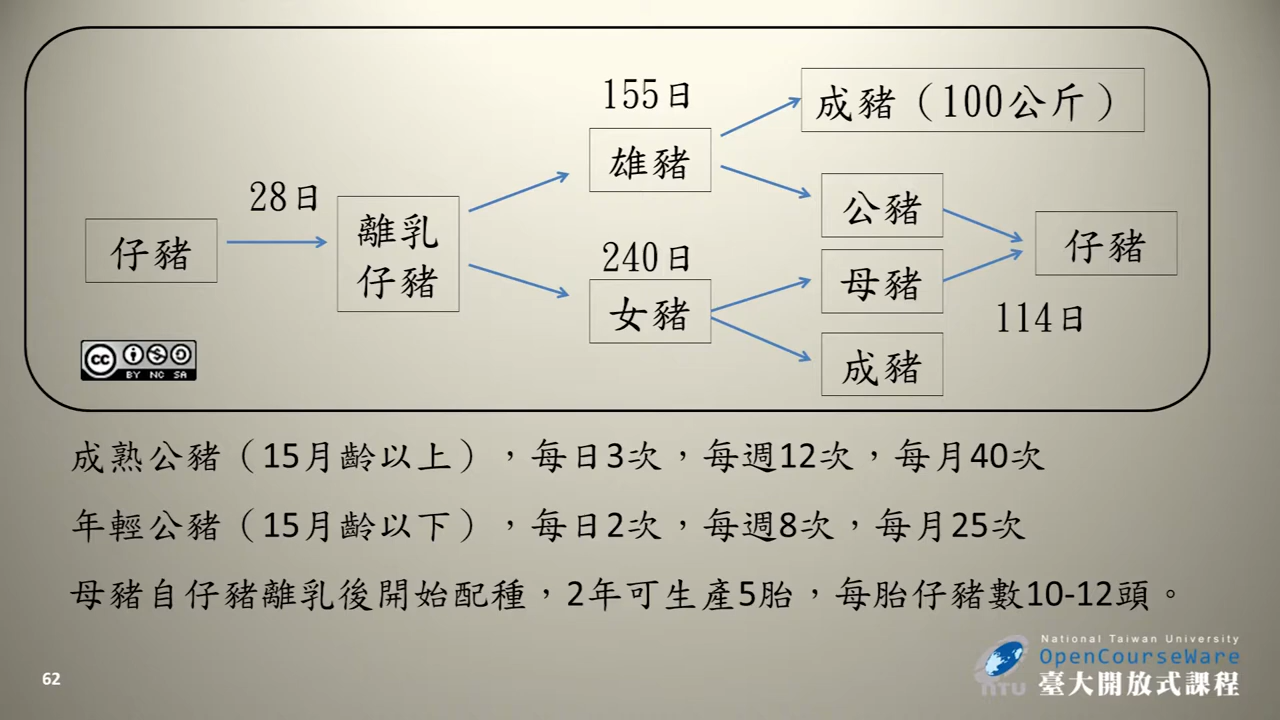 155日
成豬（100公斤）
雄豬
28日
公豬
離乳
仔豬
仔豬
仔豬
240日
母豬
女豬
114日
成豬
cc BY NC SA
成熟公豬（15月齡以上），每日3次，每週12次，每月40次
年輕公豬（15月齡以下），每日2次，每週8次，每月25次
母豬自仔豬離乳後開始配種，2年可生產5胎，每胎仔豬數10-12頭。
National Taiwan University
OpenCourseWare
NTU
臺大開放式課程
62